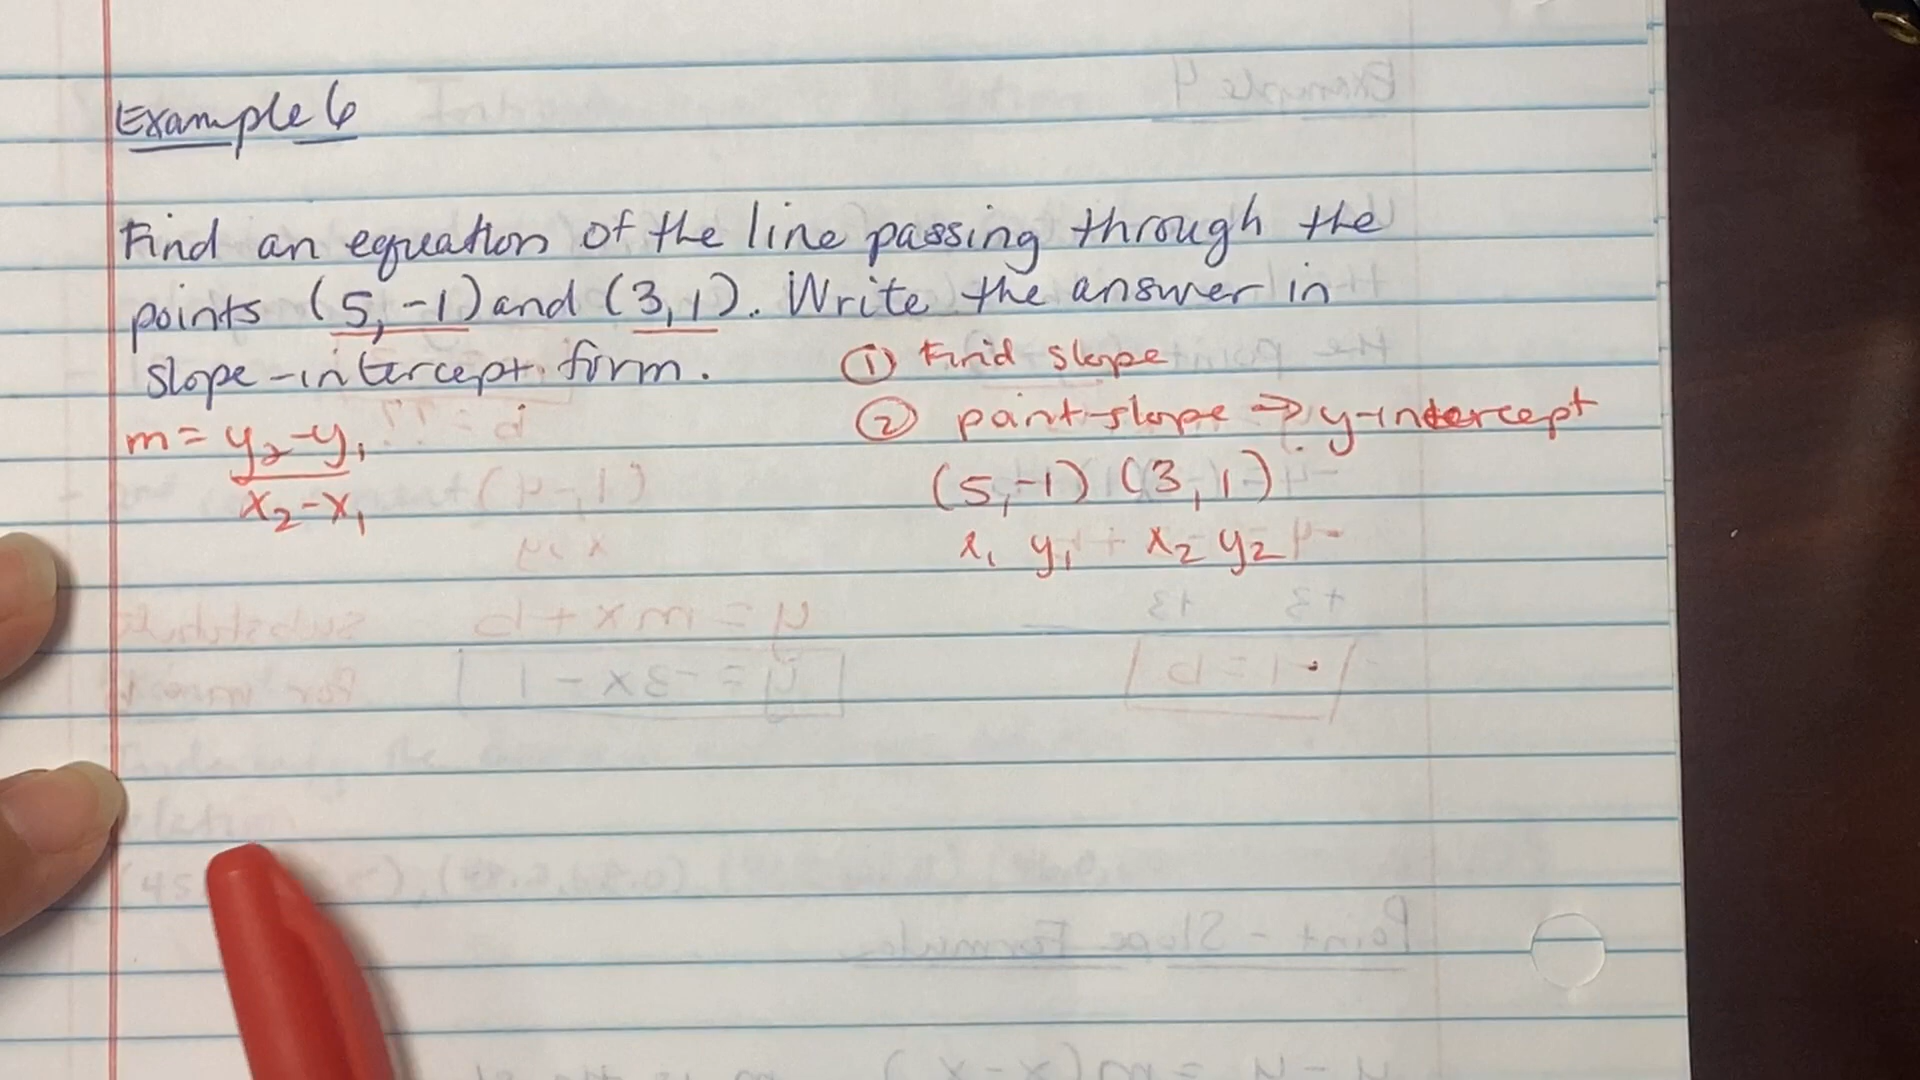 Example 6
Find an equation of the line passing through the
points (5, -1) and (3, 1). Write the answer in
slope-intercept form.
① Find slope
② point-slope → y-intercept
m = y₂-y₁
x₂-x₁
(5,-1) (3,1)
x₁ y₁ x₂ y₂